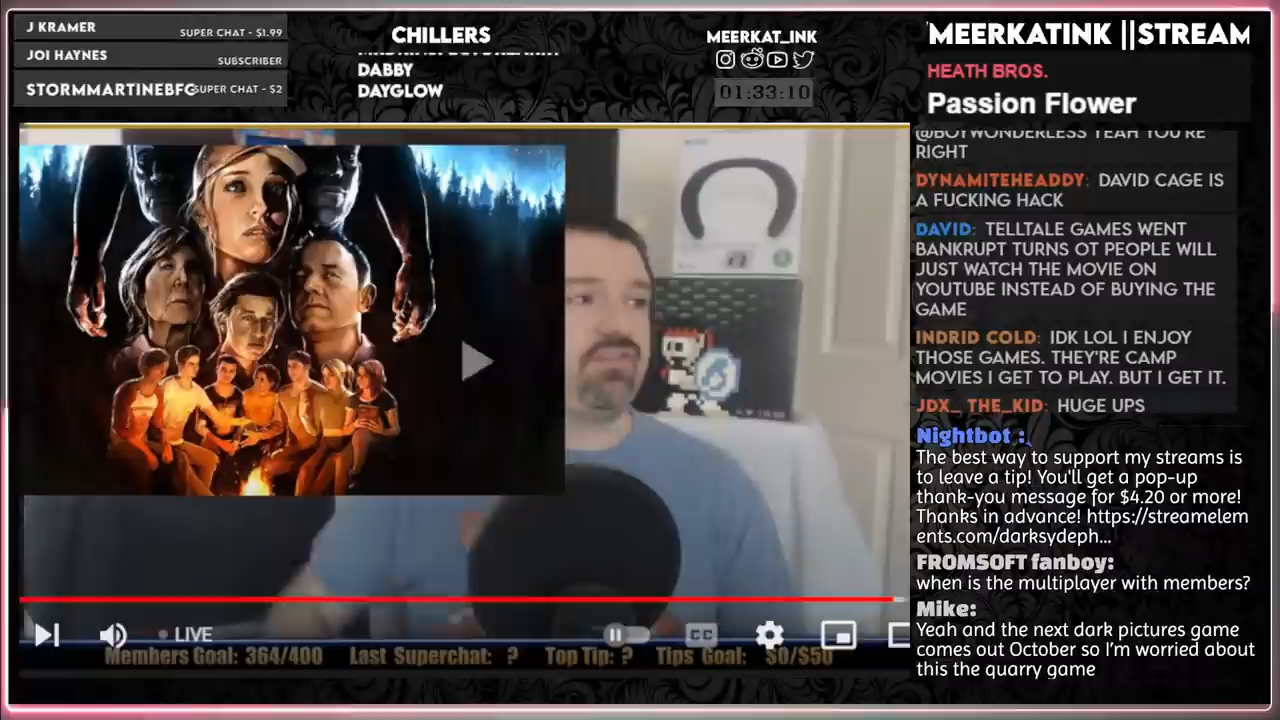 J KRAMER
SUPER CHAT - $1.99
JOI HAYNES
SUBSCRIBER
STORMMARTINEBFG
SUPER CHAT - $2
CHILLERS
DABBY
DAYGLOW
MEERKAT_INK
01:33:10
MEERKATINK ||STREAM
HEATH BROS.
Passion Flower
@BOYWONDERLESS YEAH YOU'RE
RIGHT
DYNAMITEHEADDY: DAVID CAGE IS
A FUCKING HACK
DAVID: TELLTALE GAMES WENT
BANKRUPT TURNS OT PEOPLE WILL
JUST WATCH THE MOVIE ON
YOUTUBE INSTEAD OF BUYING THE
GAME
INDRID COLD: IDK LOL I ENJOY
THOSE GAMES. THEY'RE CAMP
MOVIES I GET TO PLAY. BUT I GET IT.
JDX_ THE_KID: HUGE UPS
Nightbot :
The best way to support my streams is
to leave a tip! You'll get a pop-up
thank-you message for $4.20 or more!
Thanks in advance! https://streamelem
ents.com/darksydeph...
FROMSOFT fanboy:
when is the multiplayer with members?
Mike:
Yeah and the next dark pictures game
comes out October so I'm worried about
this the quarry game
LIVE
CC
Members Goal: 364/400 Last Superchat: ? Top Tip: ? Tips Goal: $0/$50